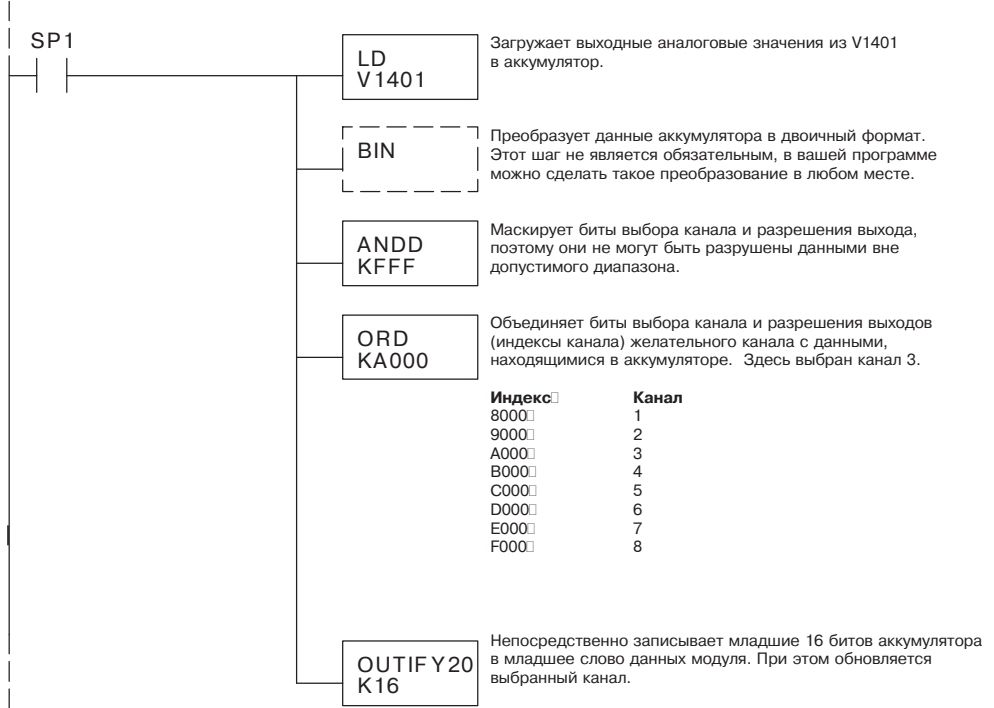 SP1
LD
V1401
Загружает выходные аналоговые значения из V1401
в аккумулятор.
BIN
Преобразует данные аккумулятора в двоичный формат.
Этот шаг не является обязательным, в вашей программе
можно сделать такое преобразование в любом месте.
ANDD
KFFF
Маскирует биты выбора канала и разрешения выхода,
поэтому они не могут быть разрушены данными вне
допустимого диапазона.
ORD
KA000
Объединяет биты выбора канала и разрешения выходов
(индексы канала) желательного канала с данными,
находящимися в аккумуляторе. Здесь выбран канал 3.
Индекс Канал
8000 1
9000 2
A000 3
B000 4
C000 5
D000 6
E000 7
F000 8
OUTIF Y20
K16
Непосредственно записывает младшие 16 битов аккумулятора
в младшее слово данных модуля. При этом обновляется
выбранный канал.